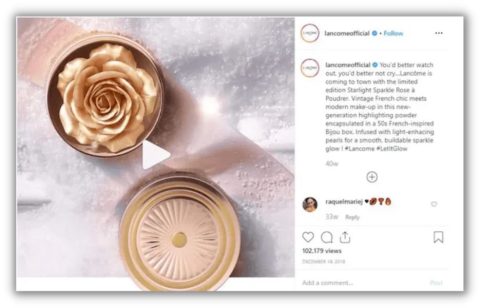 lancomeofficial • Follow
lancomeofficial You'd better watch
out, you'd better not cry...Lancôme is
coming to town with the limited
edition Starlight Sparkle Rose à
Poudrer. Vintage French chic meets
modern make-up in this new-
generation highlighting powder
encapsulated in a 50s French-inspired
Bijou box. Infused with light-enhacing
pearls for a smooth, buildable sparkle
glow ! #Lancome #LetItGlow
40w
raquelmariej
33w Reply
102,179 views
DECEMBER 18, 2018
Add a comment...
Post